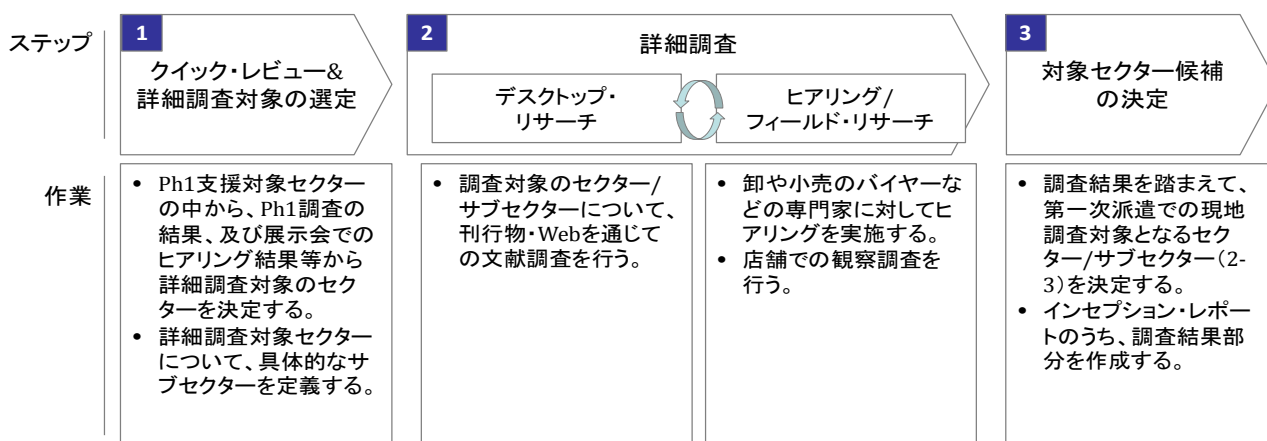 ステップ
1
クイック・レビュー&
詳細調査対象の選定
2
詳細調査
デスクトップ・
リサーチ
ヒアリング/
フィールド・リサーチ
3
対象セクター候補
の決定
作業
• Ph1支援対象セクター
の中から、Ph1調査の
結果、及び展示会での
ヒアリング結果等から
詳細調査対象のセク
ターを決定する。
• 詳細調査対象セクター
について、具体的なサ
ブセクターを定義する。
• 調査対象のセクター/
サブセクターについて、
刊行物・Webを通じて
の文献調査を行う。
• 卸や小売のバイヤーな
どの専門家に対してヒ
アリングを実施する。
• 店舗での観察調査を
行う。
• 調査結果を踏まえて、
第一次派遣での現地
調査対象となるセク
ター/サブセクター(2-
3)を決定する。
• インセプション・レポー
トのうち、調査結果部
分を作成する。